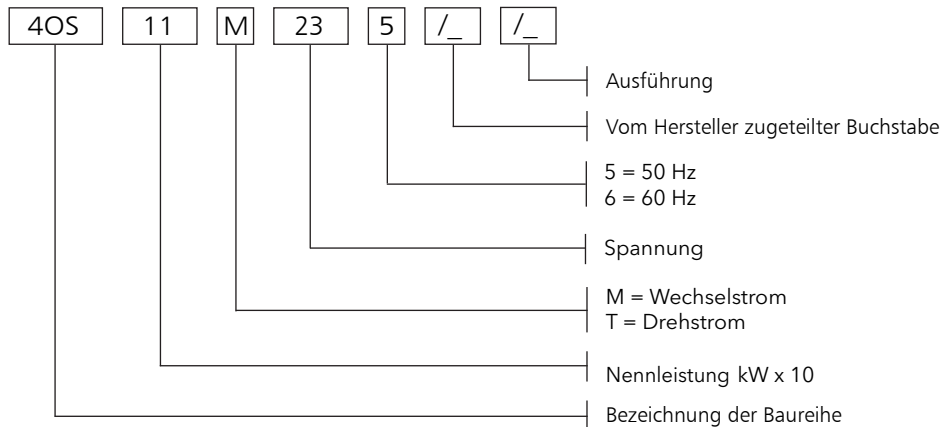 4OS 11 M 23 5 /_ /_
Ausführung
Vom Hersteller zugeteilter Buchstabe
5 = 50 Hz
6 = 60 Hz
Spannung
M = Wechselstrom
T = Drehstrom
Nennleistung kW x 10
Bezeichnung der Baureihe